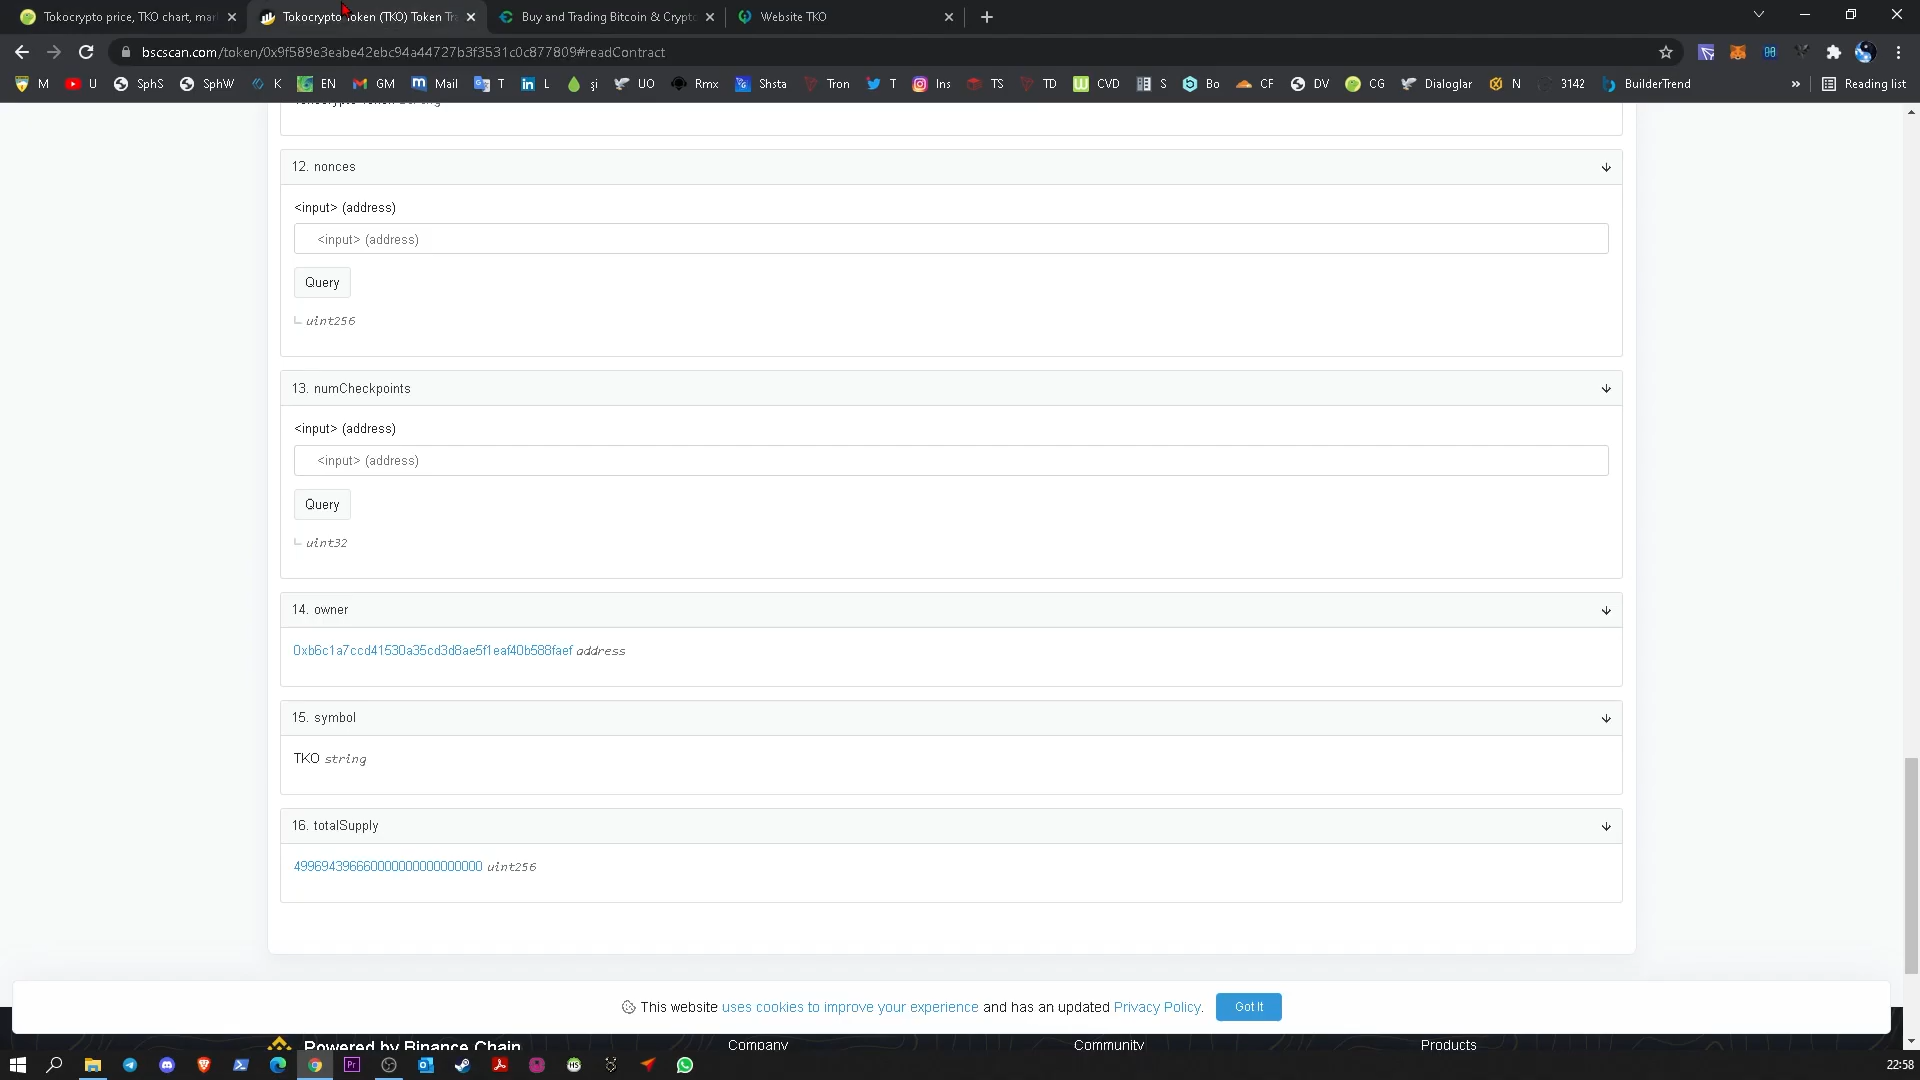 Tokocrypto price, TKO chart, mar
Tokocrypto Token (TKO) Token Tra
Buy and Trading Bitcoin & Crypto
Website TKO
bscscan.com/token/0x9f589e3eabe42ebc94a44727b3f3531c0c877809#readContract
M U SphS SphW K EN GM Mail T L şi UO Rmx Shsta Tron T Ins TS TD CVD S Bo CF DV CG Dialoglar N 3142 BuilderTrend » Reading list
12. nonces
<input> (address)
<input> (address)
Query
uint256
13. numCheckpoints
<input> (address)
<input> (address)
Query
uint32
14. owner
0xb6c1a7ccd41530a35cd3d8ae5f1eaf40b588faef address
15. symbol
TKO string
16. totalSupply
499694396660000000000000000 uint256
This website uses cookies to improve your experience and has an updated Privacy Policy. Got It
Powered by Binance Chain Company Community Products
22:58